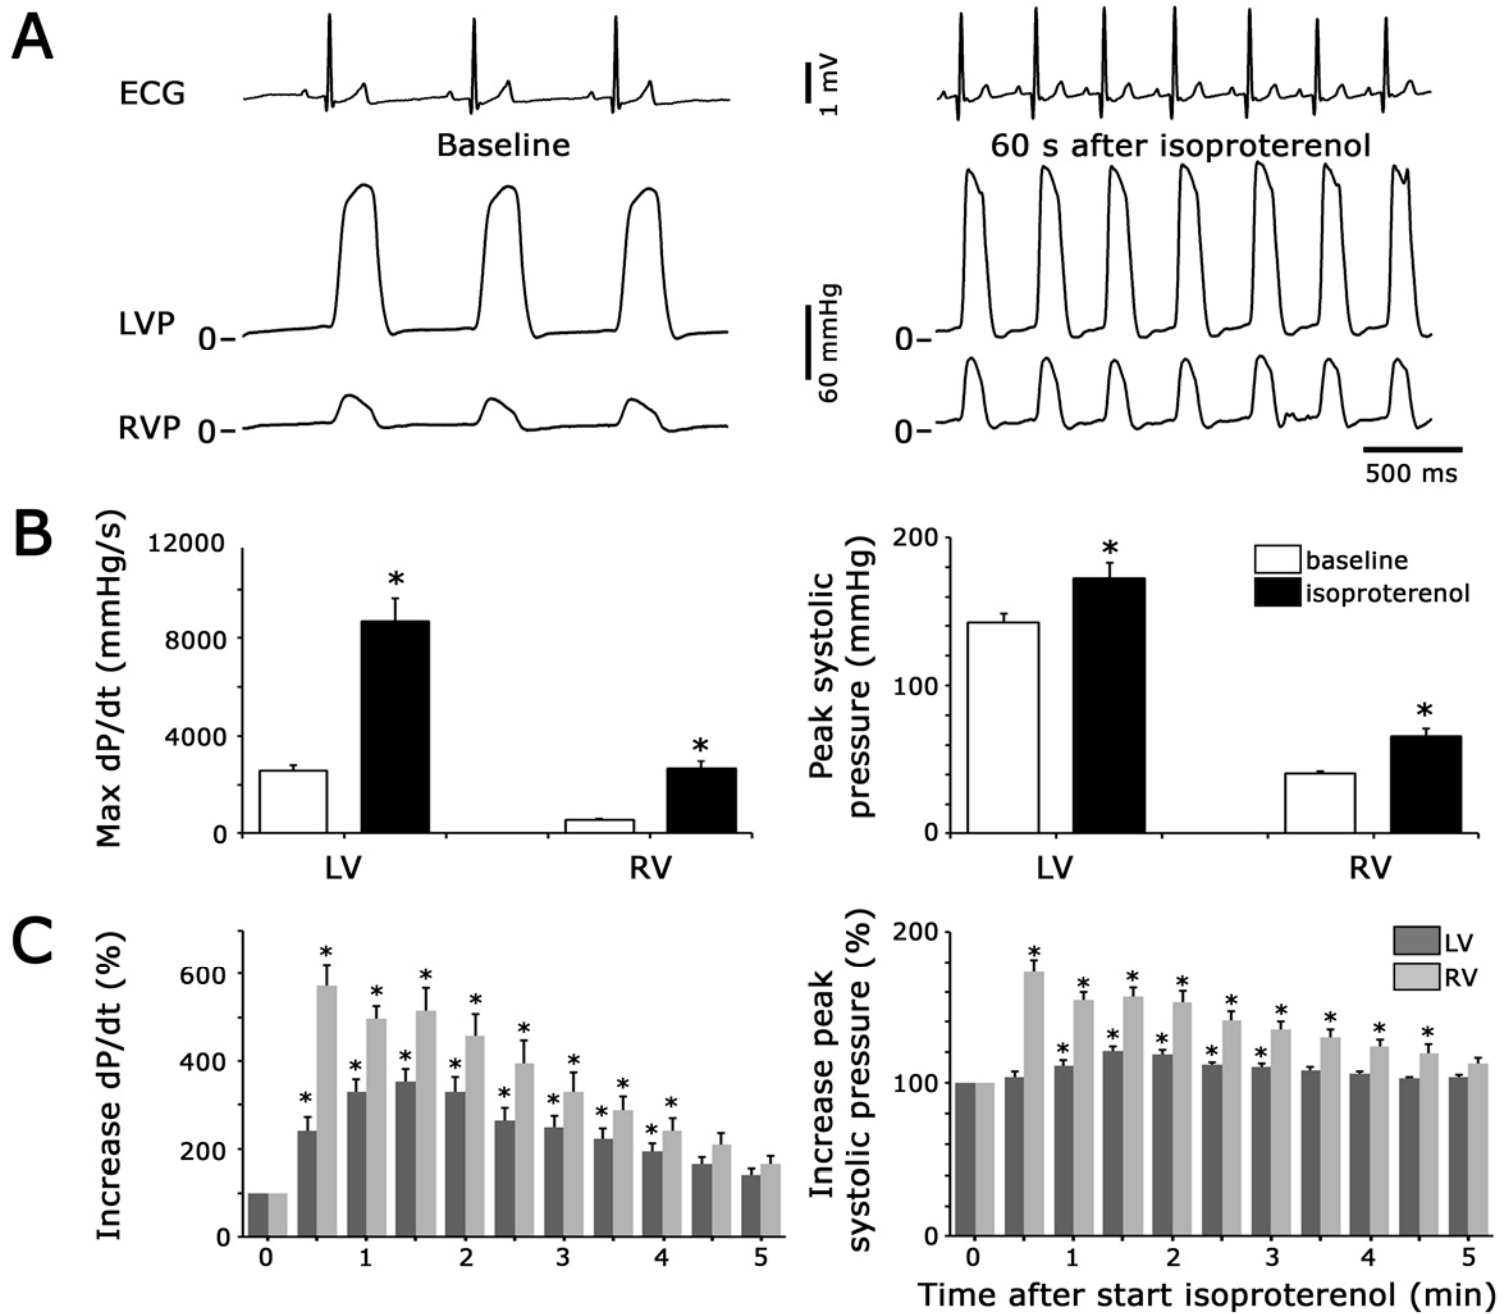 A
ECG
1 mV
Baseline
60 s after isoproterenol
LVP
0–
0–
60 mmHg
RVP
0–
0–
500 ms
B
Max dP/dt (mmHg/s)
12000
8000
4000
0
*
*
LV
RV
Peak systolic
pressure (mmHg)
200
100
0
*
*
LV
RV
baseline
isoproterenol
C
Increase dP/dt (%)
600
400
200
0
* * * * * * * * * * * * * * * *
0 1 2 3 4 5
Increase peak
systolic pressure (%)
200
100
0
* * * * * * * * * * * * * *
LV
RV
0 1 2 3 4 5
Time after start isoproterenol (min)